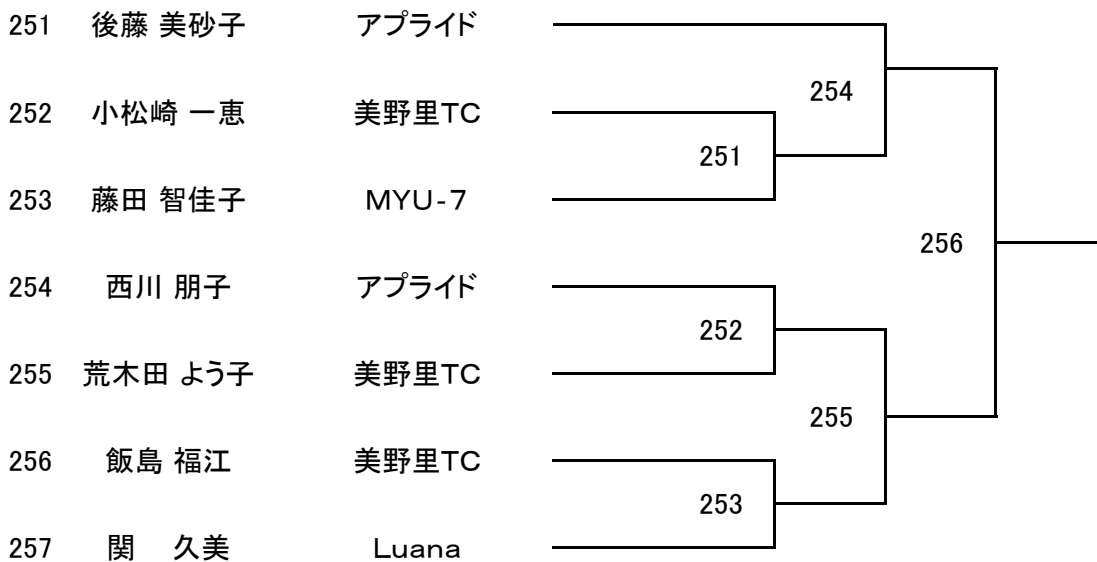 251 後藤 美砂子 アプライド
254
252 小松崎 一恵 美野里TC
251
253 藤田 智佳子 MYU-7
256
254 西川 朋子 アプライド
252
255 荒木田 よう子 美野里TC
255
256 飯島 福江 美野里TC
253
257 関 久美 Luana